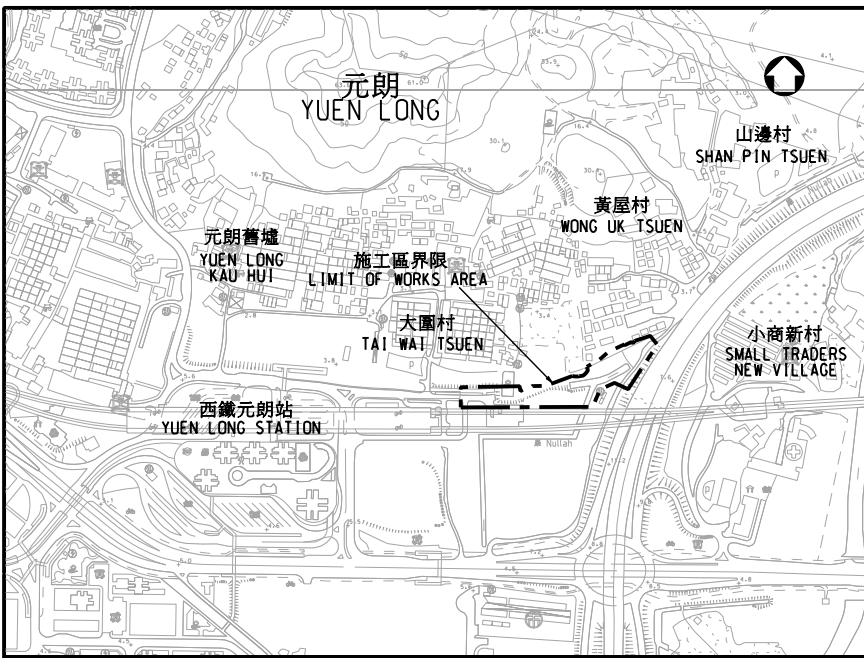 元朗
YUEN LONG
山邊村
SHAN PIN TSUEN
黃屋村
WONG UK TSUEN
元朗舊墟
YUEN LONG
KAU HUI
施工區界限
LIMIT OF WORKS AREA
大圍村
TAI WAI TSUEN
小商新村
SMALL TRADERS
NEW VILLAGE
西鐵元朗站
YUEN LONG STATION
Nullah
Nullah